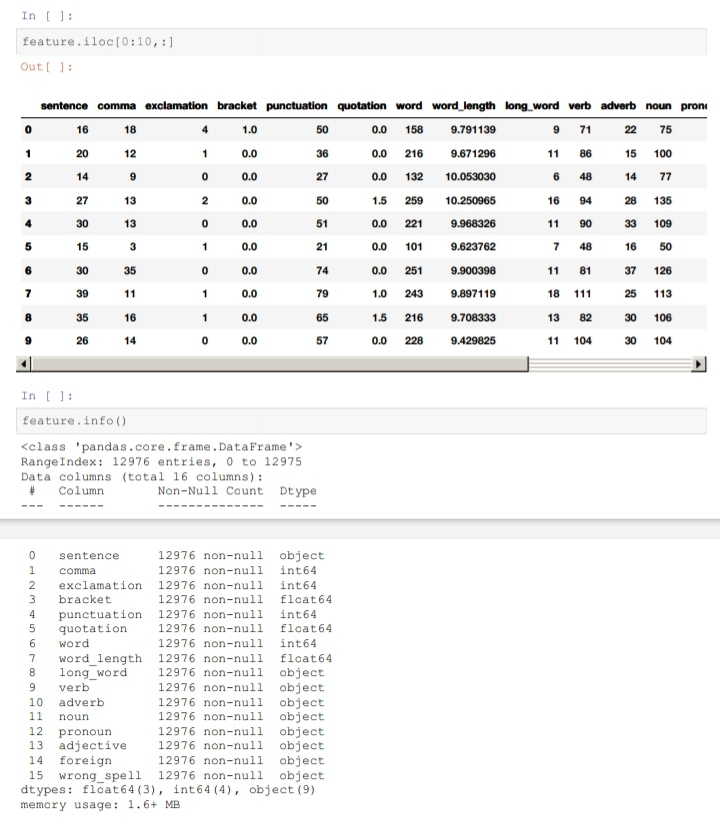 In [ ]:
feature.iloc[0:10,:]
Out[ ]:
sentence comma exclamation bracket punctuation quotation word word_length long_word verb adverb noun pron
0 16 18 4 1.0 50 0.0 158 9.791139 9 71 22 75
1 20 12 1 0.0 36 0.0 216 9.671296 11 86 15 100
2 14 9 0 0.0 27 0.0 132 10.053030 6 48 14 77
3 27 13 2 0.0 50 1.5 259 10.250965 16 94 28 135
4 30 13 0 0.0 51 0.0 221 9.968326 11 90 33 109
5 15 3 1 0.0 21 0.0 101 9.623762 7 48 16 50
6 30 35 0 0.0 74 0.0 251 9.900398 11 81 37 126
7 39 11 1 0.0 79 1.0 243 9.897119 18 111 25 113
8 35 16 1 0.0 65 1.5 216 9.708333 13 82 30 106
9 26 14 0 0.0 57 0.0 228 9.429825 11 104 30 104
In [ ]:
feature.info()
<class 'pandas.core.frame.DataFrame'>
RangeIndex: 12976 entries, 0 to 12975
Data columns (total 16 columns):
# Column Non-Null Count Dtype
--- ------ -------------- -----
0 sentence 12976 non-null object
1 comma 12976 non-null int64
2 exclamation 12976 non-null int64
3 bracket 12976 non-null float64
4 punctuation 12976 non-null int64
5 quotation 12976 non-null float64
6 word 12976 non-null int64
7 word_length 12976 non-null float64
8 long_word 12976 non-null object
9 verb 12976 non-null object
10 adverb 12976 non-null object
11 noun 12976 non-null object
12 pronoun 12976 non-null object
13 adjective 12976 non-null object
14 foreign 12976 non-null object
15 wrong_spell 12976 non-null object
dtypes: float64(3), int64(4), object(9)
memory usage: 1.6+ MB